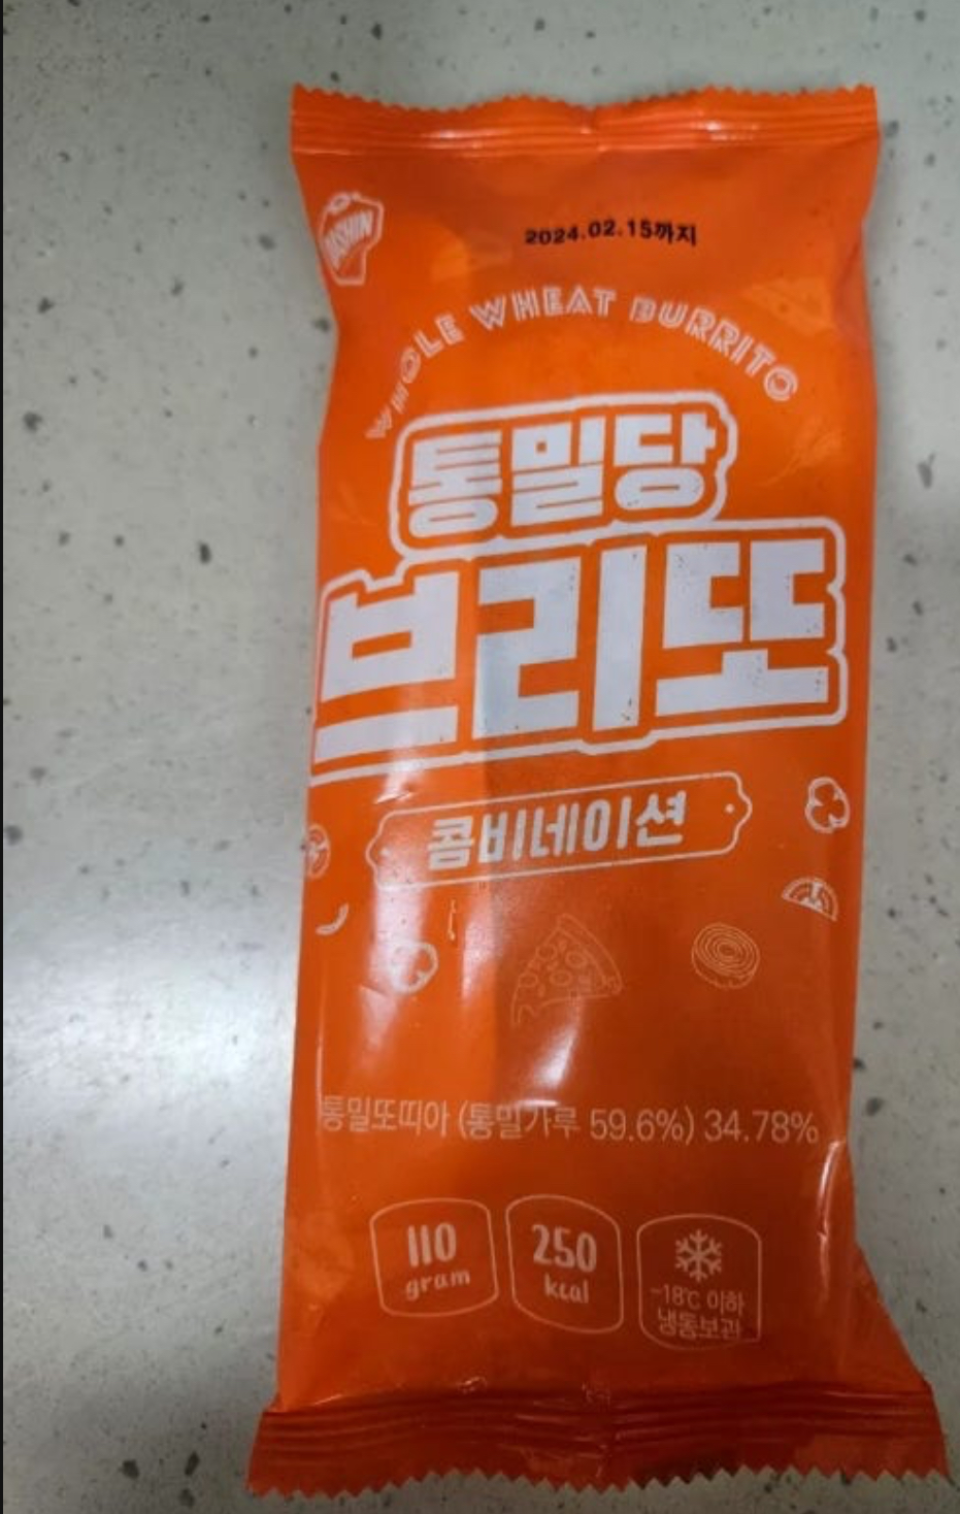 2024.02.15까지
WHOLE WHEAT BURRITO
통밀당
브리또
콤비네이션
통밀또띠아 (통밀가루 59.6%) 34.78%
110
gram
250
kcal
-18℃ 이하
냉동보관